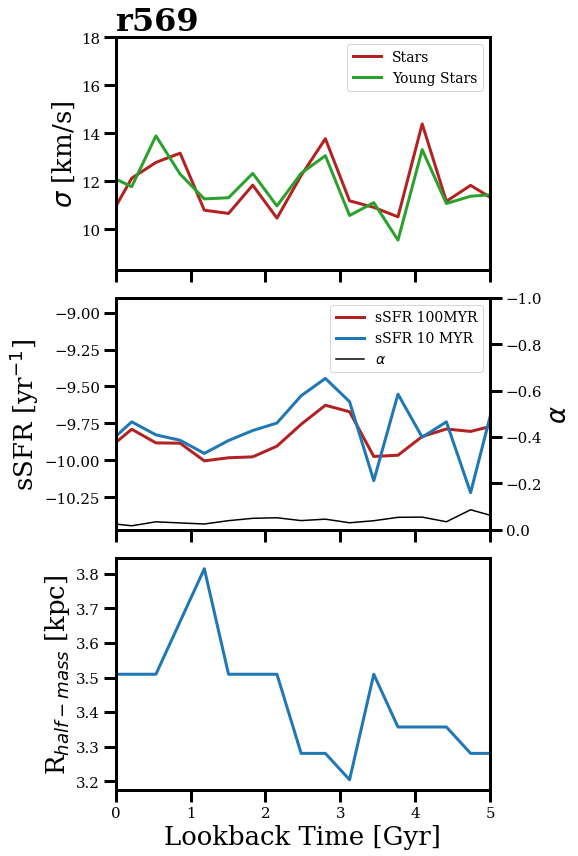 r569
18
16
14
12
10
σ [km/s]
Stars
Young Stars
−9.00
−9.25
−9.50
−9.75
−10.00
−10.25
sSFR [yr⁻¹]
sSFR 100MYR
sSFR 10 MYR
α
−1.0
−0.8
−0.6
−0.4
−0.2
0.0
α
3.8
3.7
3.6
3.5
3.4
3.3
3.2
R_half−mass [kpc]
0 1 2 3 4 5
Lookback Time [Gyr]